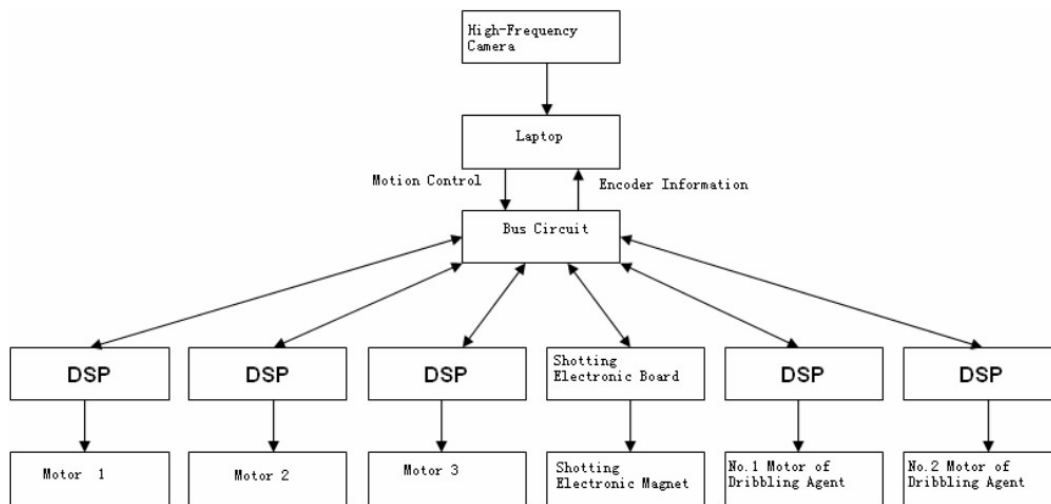 High-Frequency
Camera
Laptop
Motion Control
Encoder Information
Bus Circuit
DSP
DSP
DSP
Shotting
Electronic Board
DSP
DSP
Motor 1
Motor 2
Motor 3
Shotting
Electronic Magnet
No.1 Motor of
Dribbling Agent
No.2 Motor of
Dribbling Agent